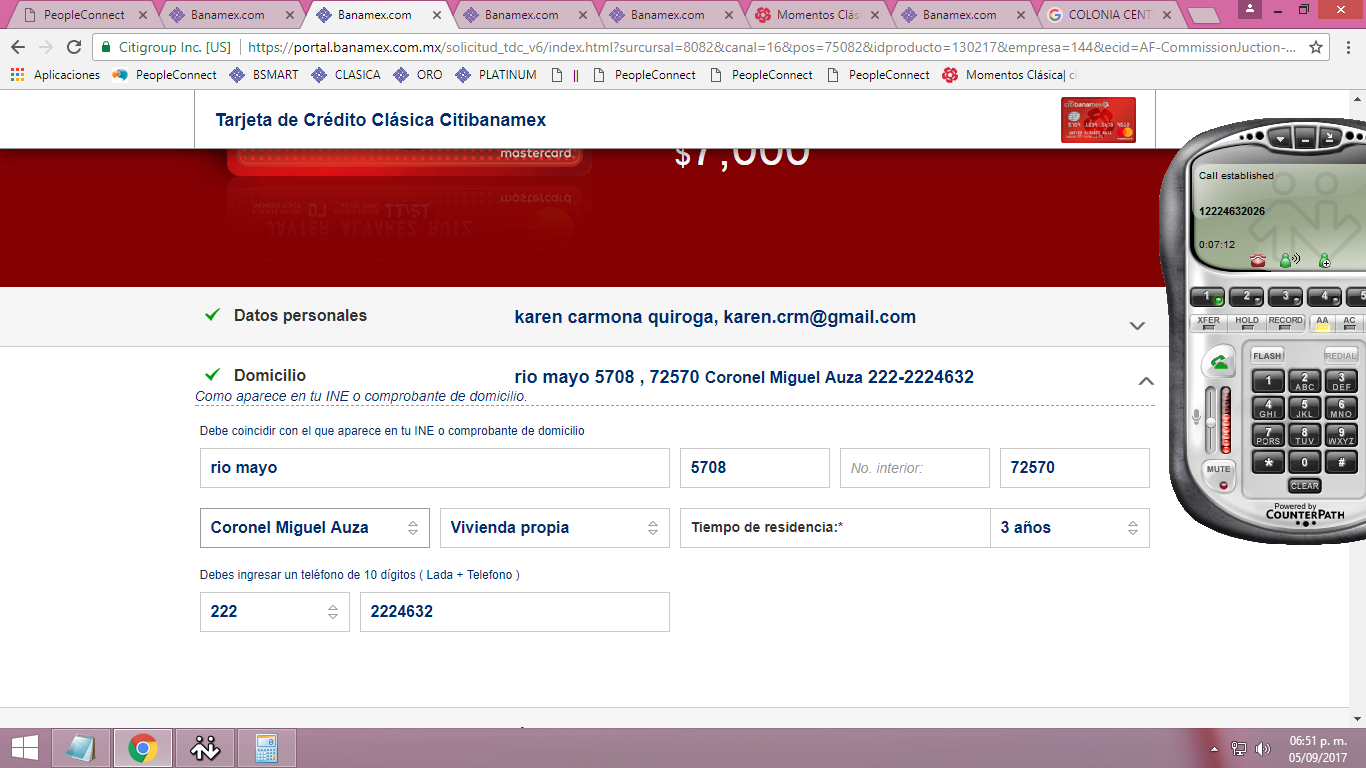 PeopleConnect
Banamex.com
Banamex.com
Banamex.com
Banamex.com
Momentos Clási
Banamex.com
COLONIA CENT
Citigroup Inc. [US]
https://portal.banamex.com.mx/solicitud_tdc_v6/index.html?surcursal=8082&canal=16&pos=75082&idproducto=130217&empresa=144&ecid=AF-CommissionJuction-...
Aplicaciones
PeopleConnect
BSMART
CLASICA
ORO
PLATINUM
||
PeopleConnect
PeopleConnect
PeopleConnect
Momentos Clásica| ci
Tarjeta de Crédito Clásica Citibanamex
citibanamex
mastercard
$7,000
Datos personales
karen carmona quiroga, karen.crm@gmail.com
Domicilio
rio mayo 5708 , 72570 Coronel Miguel Auza 222-2224632
Como aparece en tu INE o comprobante de domicilio.
Debe coincidir con el que aparece en tu INE o comprobante de domicilio
rio mayo
5708
No. interior:
72570
Coronel Miguel Auza
Vivienda propia
Tiempo de residencia:*
3 años
Debes ingresar un teléfono de 10 dígitos ( Lada + Telefono )
222
2224632
Call established
12224632026
0:07:12
1
2
3
4
5
XFER
HOLD
RECORD
AA
AC
FLASH
REDIAL
1
2 ABC
3 DEF
4 GHI
5 JKL
6 MNO
7 PQRS
8 TUV
9 WXYZ
*
0
#
MUTE
CLEAR
Powered by
COUNTERPATH
06:51 p. m.
05/09/2017